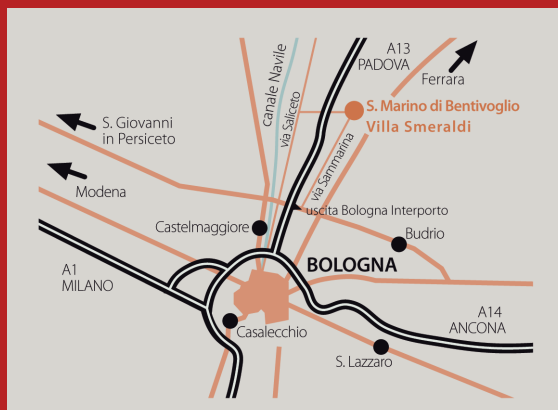 A13
PADOVA
Ferrara
canale Navile
via Saliceto
S. Marino di Bentivoglio
Villa Smeraldi
S. Giovanni
in Persiceto
via Sammarina
Modena
uscita Bologna Interporto
Castelmaggiore
Budrio
BOLOGNA
A1
MILANO
A14
ANCONA
Casalecchio
S. Lazzaro